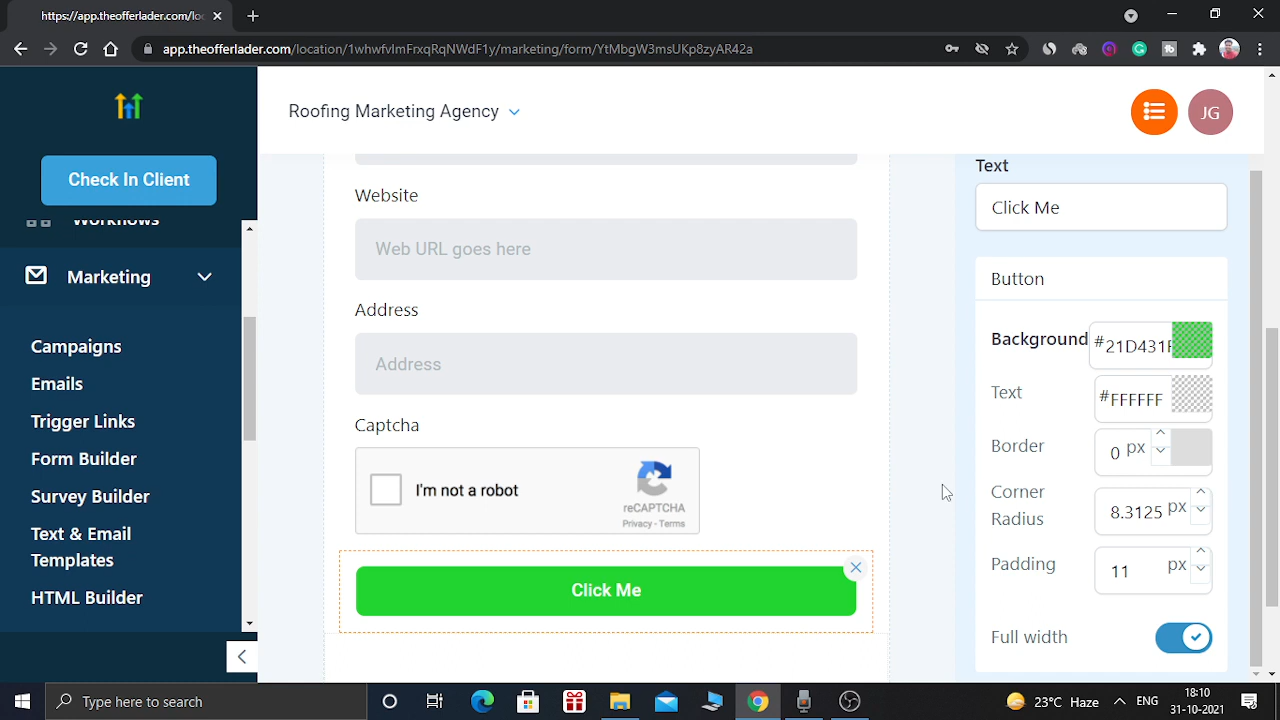 https://app.theofferlader.com/lo
app.theofferlader.com/location/1whwfvlmFrxqRqNWdF1y/marketing/form/YtMbgW3msUKp8zyAR42a
Roofing Marketing Agency
JG
Check In Client
Workflows
Marketing
Campaigns
Emails
Trigger Links
Form Builder
Survey Builder
Text & Email
Templates
HTML Builder
Website
Web URL goes here
Address
Address
Captcha
I'm not a robot
reCAPTCHA
Privacy - Terms
Click Me
Text
Click Me
Button
Background #21D431F
Text #FFFFFF
Border 0 px
Corner
Radius 8.3125 px
Padding 11 px
Full width
Type here to search
23°C Haze
ENG
18:10
31-10-2021